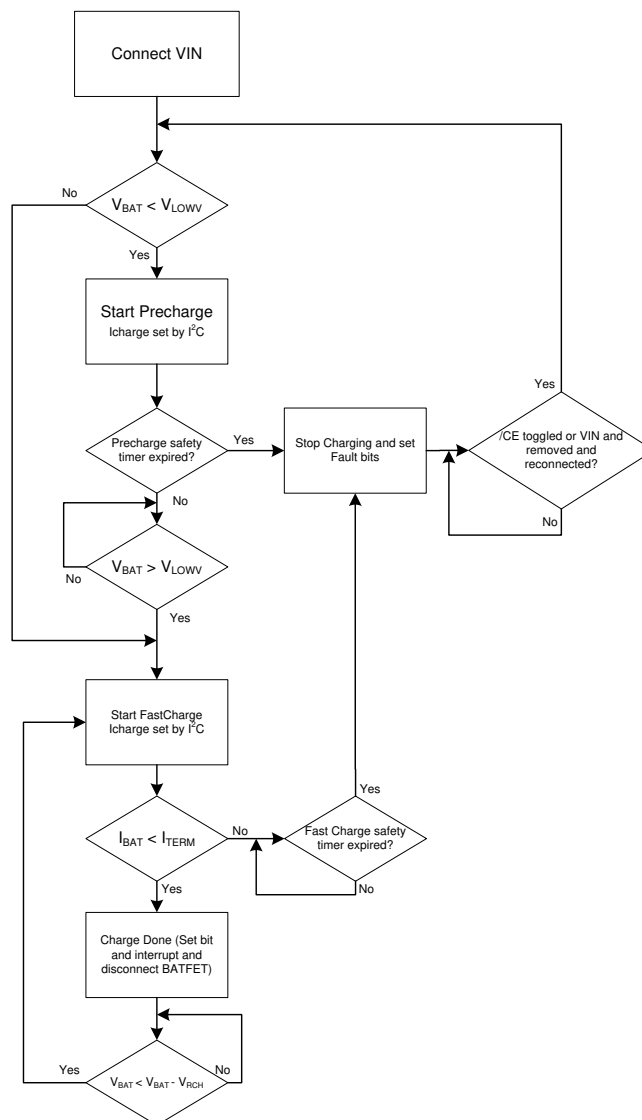 Connect VIN
No
VBAT < VLOWV
Yes
Start Precharge
Icharge set by I2C
Yes
Precharge safety
timer expired?
Yes
Stop Charging and set
Fault bits
/CE toggled or VIN and
removed and
reconnected?
No
No
VBAT > VLOWV
No
Yes
Start FastCharge
Icharge set by I2C
Yes
IBAT < ITERM
No
Fast Charge safety
timer expired?
Yes
No
Charge Done (Set bit
and interrupt and
disconnect BATFET)
Yes
No
VBAT < VBAT - VRCH